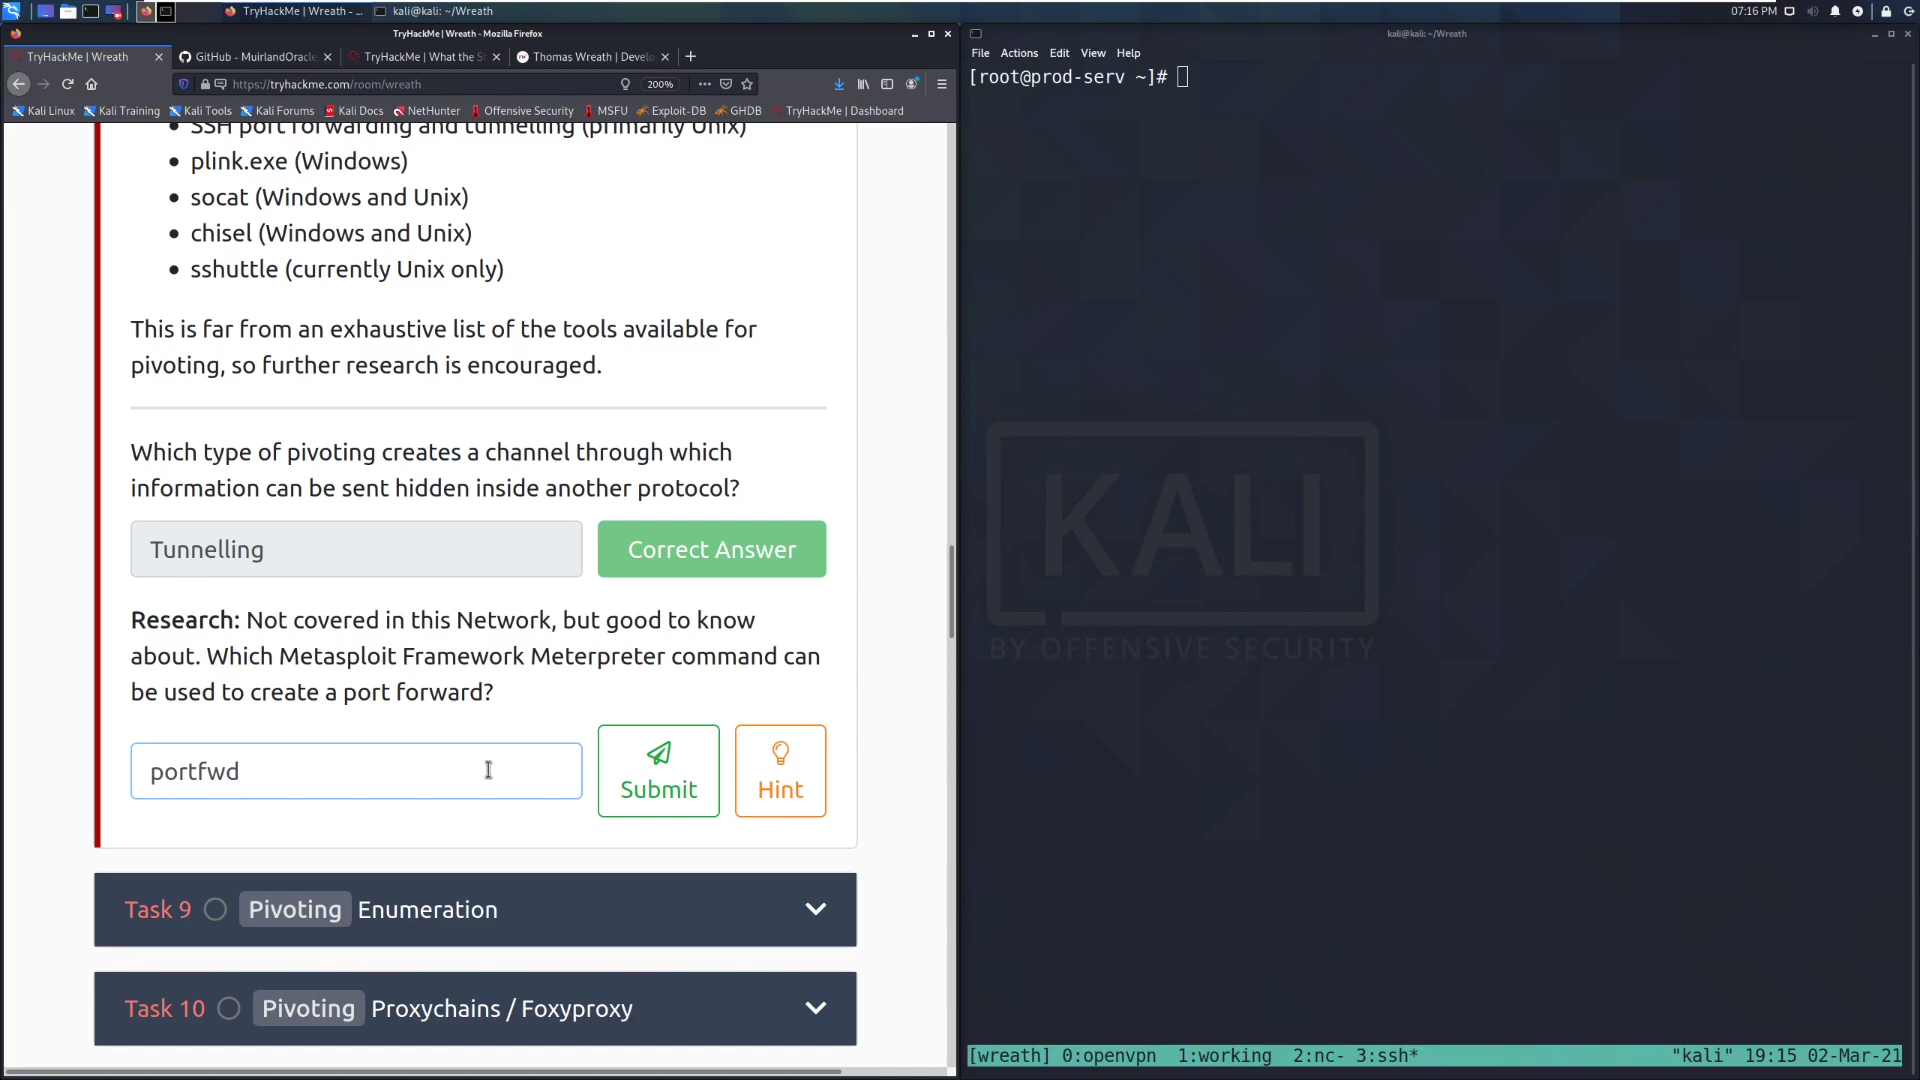 TryHackMe | Wreath - ...
kali@kali: ~/Wreath
07:16 PM
TryHackMe | Wreath - Mozilla Firefox
TryHackMe | Wreath
GitHub - MuirlandOracle
TryHackMe | What the S
Thomas Wreath | Develo
https://tryhackme.com/room/wreath
200%
Kali Linux
Kali Training
Kali Tools
Kali Forums
Kali Docs
NetHunter
Offensive Security
MSFU
Exploit-DB
GHDB
TryHackMe | Dashboard
• SSH port forwarding and tunnelling (primarily Unix)
• plink.exe (Windows)
• socat (Windows and Unix)
• chisel (Windows and Unix)
• sshuttle (currently Unix only)
This is far from an exhaustive list of the tools available for
pivoting, so further research is encouraged.
Which type of pivoting creates a channel through which
information can be sent hidden inside another protocol?
Tunnelling
Correct Answer
Research: Not covered in this Network, but good to know
about. Which Metasploit Framework Meterpreter command can
be used to create a port forward?
portfwd
Submit
Hint
Task 9 Pivoting Enumeration
Task 10 Pivoting Proxychains / Foxyproxy
kali@kali: ~/Wreath
File Actions Edit View Help
[root@prod-serv ~]#
KALI
BY OFFENSIVE SECURITY
[wreath] 0:openvpn 1:working 2:nc- 3:ssh* "kali" 19:15 02-Mar-21